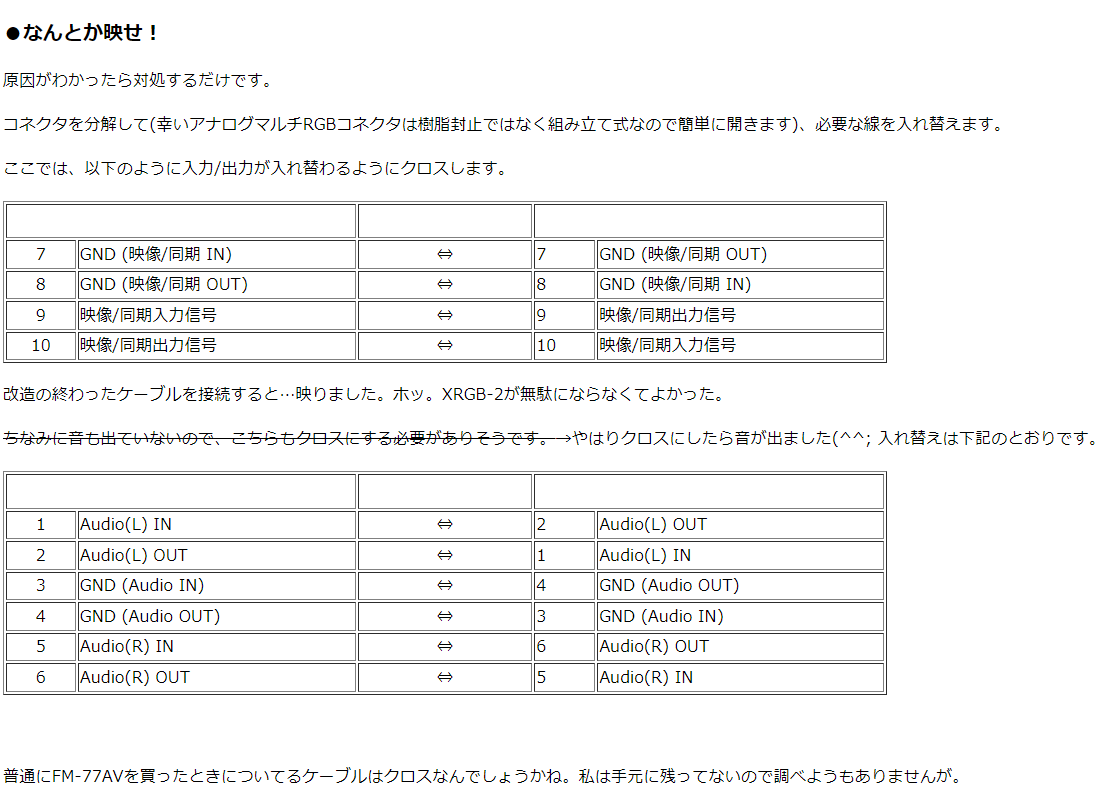 ●なんとか映せ！
原因がわかったら対処するだけです。
コネクタを分解して(幸いアナログマルチRGBコネクタは樹脂封止ではなく組み立て式なので簡単に開きます)、必要な線を入れ替えます。
ここでは、以下のように入力/出力が入れ替わるようにクロスします。
7 GND (映像/同期 IN) ⇔ 7 GND (映像/同期 OUT)
8 GND (映像/同期 OUT) ⇔ 8 GND (映像/同期 IN)
9 映像/同期入力信号 ⇔ 9 映像/同期出力信号
10 映像/同期出力信号 ⇔ 10 映像/同期入力信号
改造の終わったケーブルを接続すると…映りました。ホッ。XRGB-2が無駄にならなくてよかった。
ちなみに音も出ていないので、こちらもクロスにする必要がありそうです。→やはりクロスにしたら音が出ました(^^; 入れ替えは下記のとおりです。
1 Audio(L) IN ⇔ 2 Audio(L) OUT
2 Audio(L) OUT ⇔ 1 Audio(L) IN
3 GND (Audio IN) ⇔ 4 GND (Audio OUT)
4 GND (Audio OUT) ⇔ 3 GND (Audio IN)
5 Audio(R) IN ⇔ 6 Audio(R) OUT
6 Audio(R) OUT ⇔ 5 Audio(R) IN
普通にFM-77AVを買ったときについてるケーブルはクロスなんでしょうかね。私は手元に残ってないので調べようもありませんが。